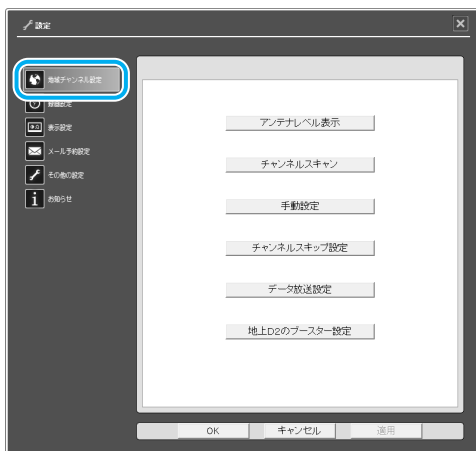 設定
地域チャンネル設定
録画設定
表示設定
メール予約設定
その他の設定
お知らせ
アンテナレベル表示
チャンネルスキャン
手動設定
チャンネルスキップ設定
データ放送設定
地上D2のブースター設定
OK
キャンセル
適用